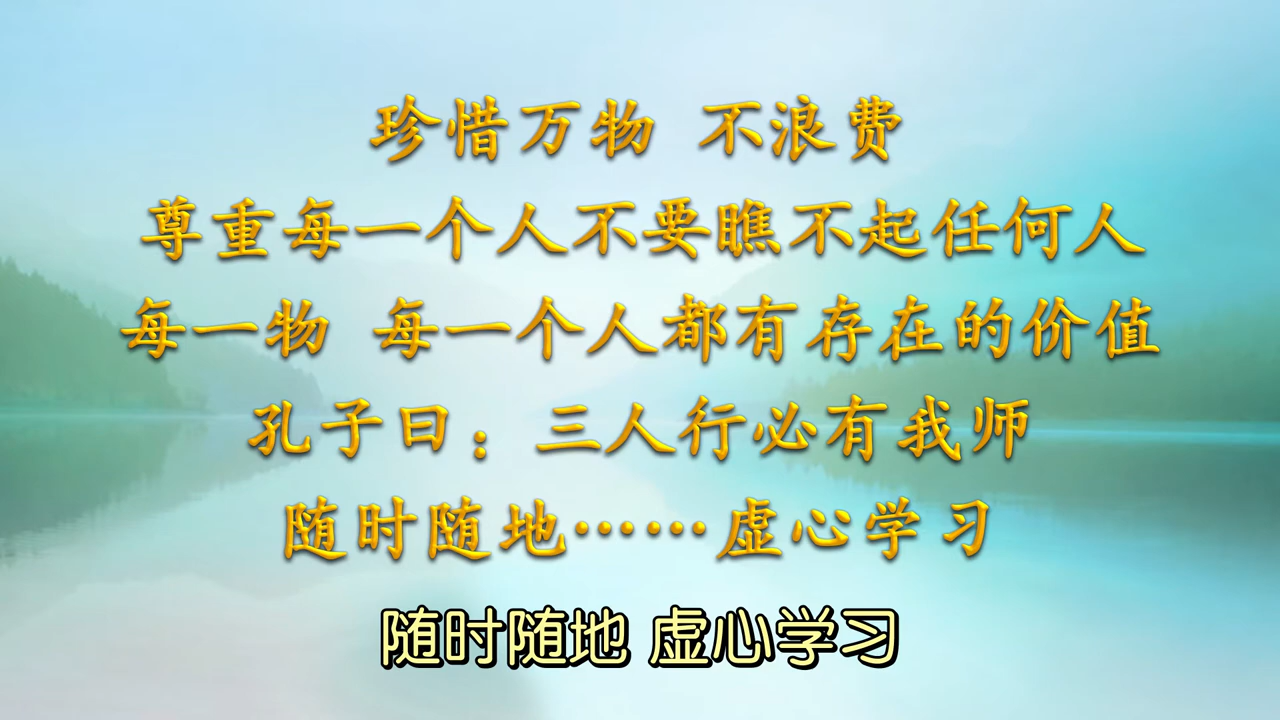 珍惜万物 不浪费
尊重每一个人不要瞧不起任何人
每一物 每一个人都有存在的价值
孔子曰：三人行必有我师
随时随地……虚心学习
随时随地 虚心学习